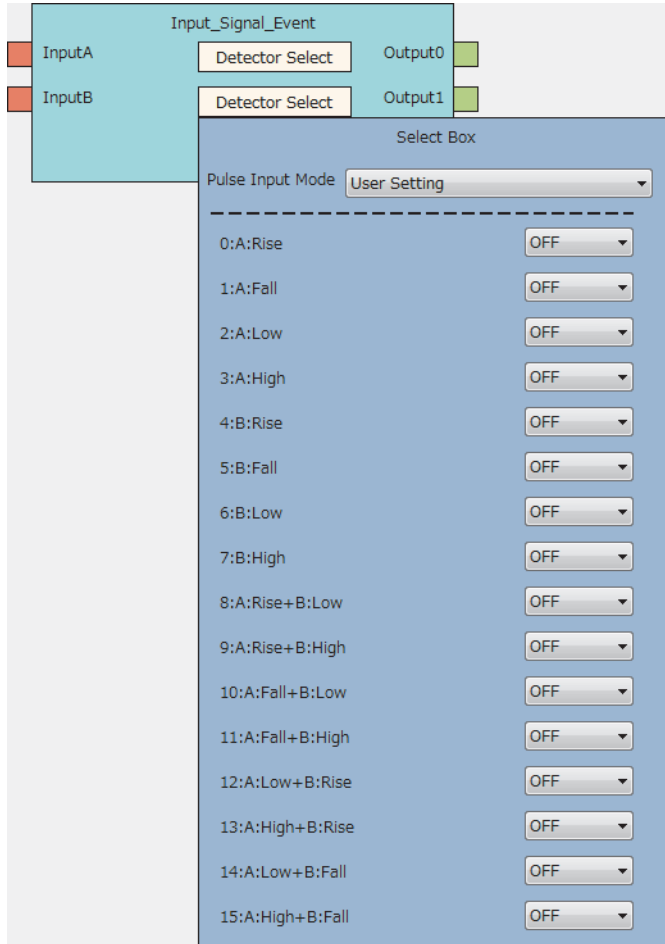 Input_Signal_Event
InputA Detector Select Output0
InputB Detector Select Output1
Select Box
Pulse Input Mode User Setting
0:A:Rise OFF
1:A:Fall OFF
2:A:Low OFF
3:A:High OFF
4:B:Rise OFF
5:B:Fall OFF
6:B:Low OFF
7:B:High OFF
8:A:Rise+B:Low OFF
9:A:Rise+B:High OFF
10:A:Fall+B:Low OFF
11:A:Fall+B:High OFF
12:A:Low+B:Rise OFF
13:A:High+B:Rise OFF
14:A:Low+B:Fall OFF
15:A:High+B:Fall OFF